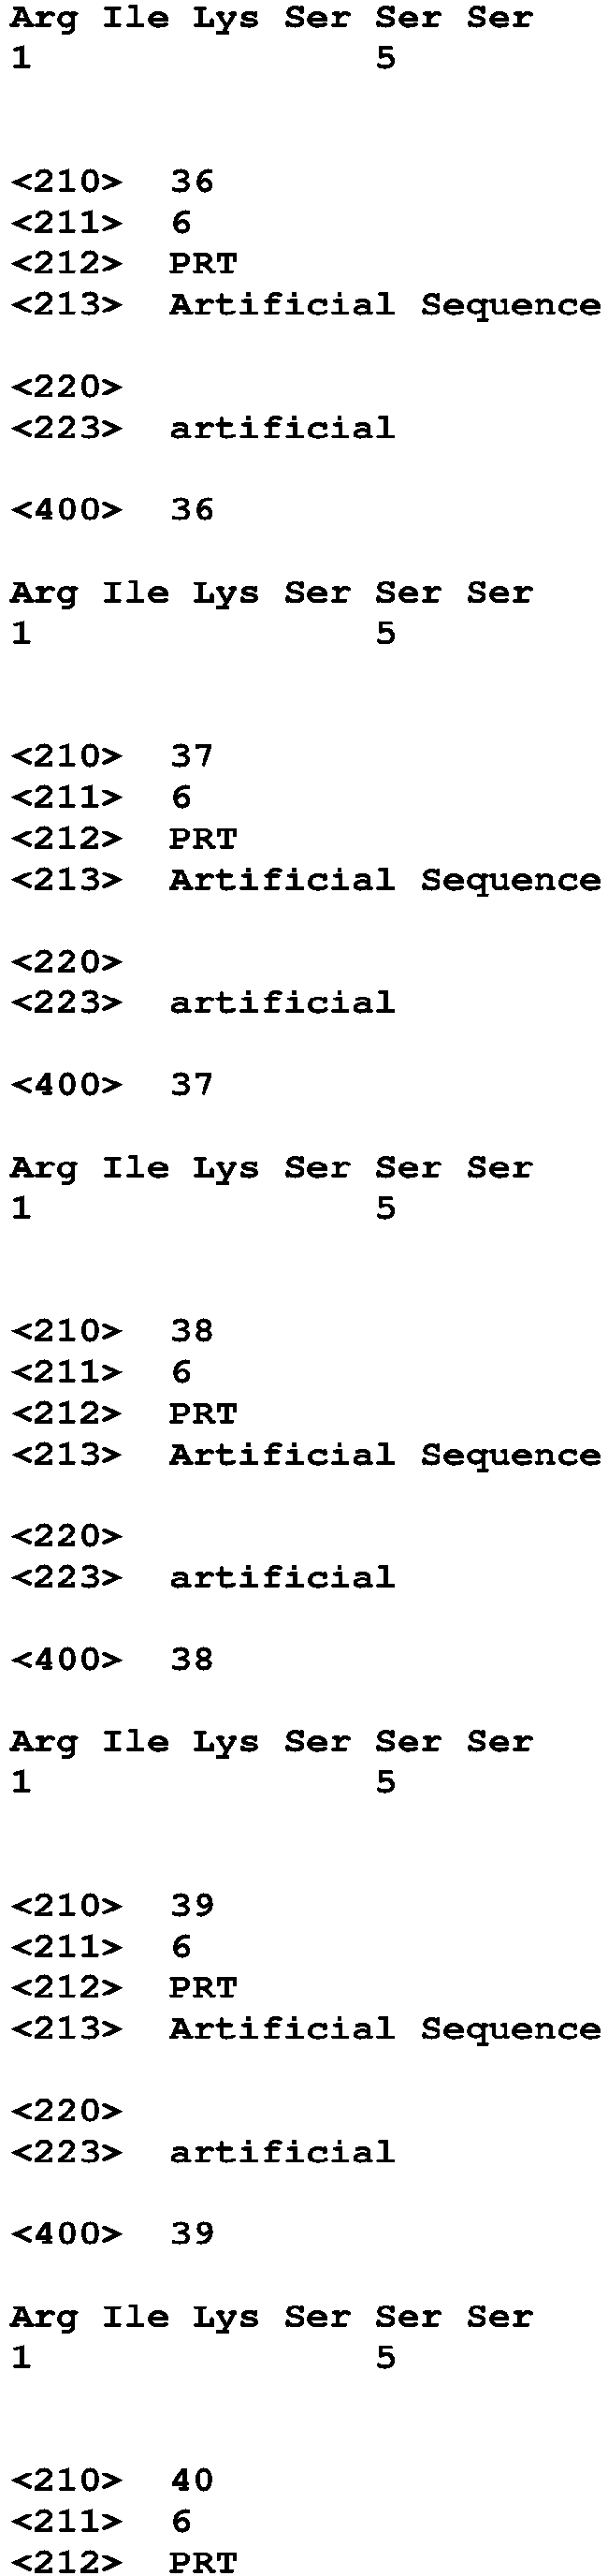 Arg Ile Lys Ser Ser Ser
1               5
<210>  36
<211>  6
<212>  PRT
<213>  Artificial Sequence
<220>
<223>  artificial
<400>  36
Arg Ile Lys Ser Ser Ser
1               5
<210>  37
<211>  6
<212>  PRT
<213>  Artificial Sequence
<220>
<223>  artificial
<400>  37
Arg Ile Lys Ser Ser Ser
1               5
<210>  38
<211>  6
<212>  PRT
<213>  Artificial Sequence
<220>
<223>  artificial
<400>  38
Arg Ile Lys Ser Ser Ser
1               5
<210>  39
<211>  6
<212>  PRT
<213>  Artificial Sequence
<220>
<223>  artificial
<400>  39
Arg Ile Lys Ser Ser Ser
1               5
<210>  40
<211>  6
<212>  PRT